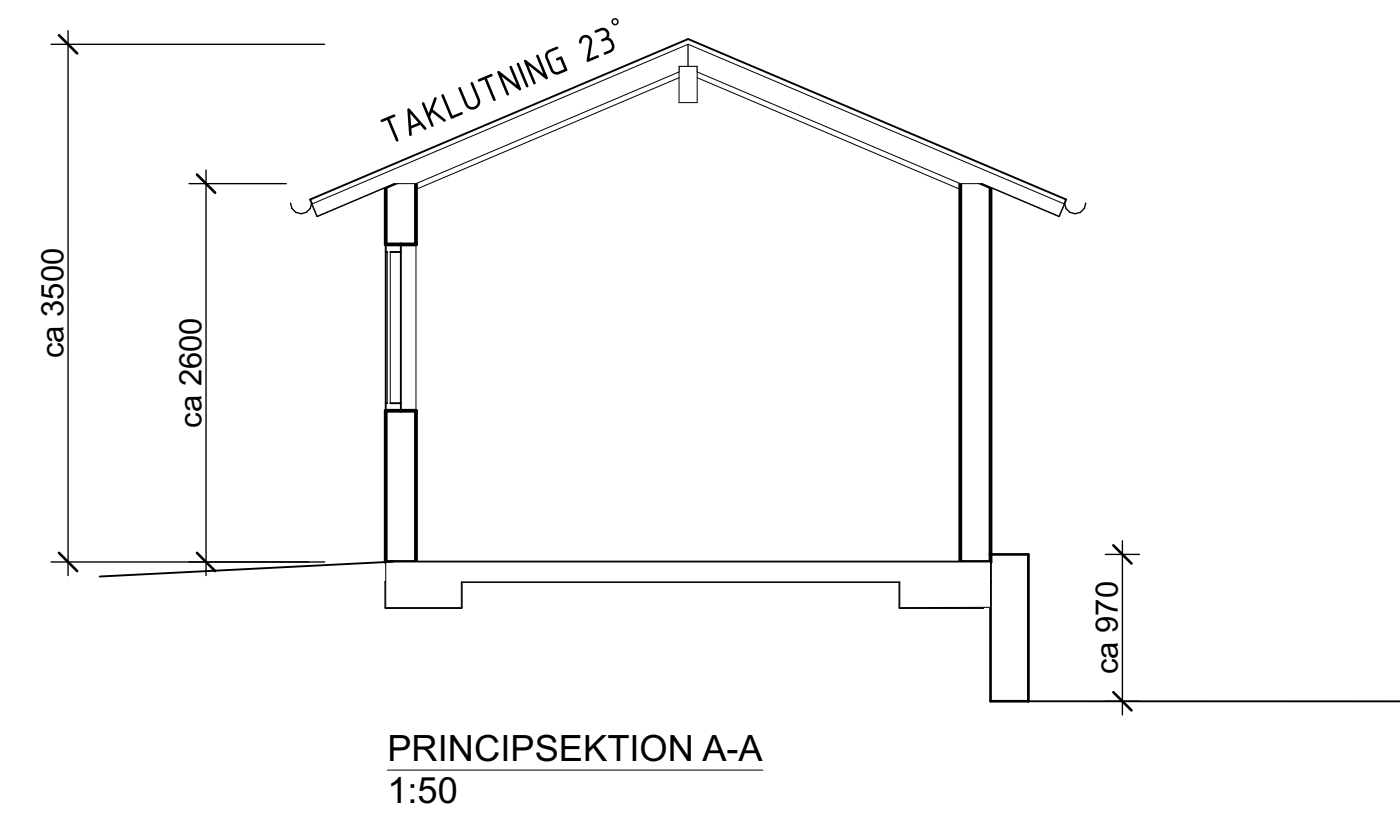 TAKLUTNING 23°
ca 3500
ca 2600
ca 970
PRINCIPSEKTION A-A
1:50